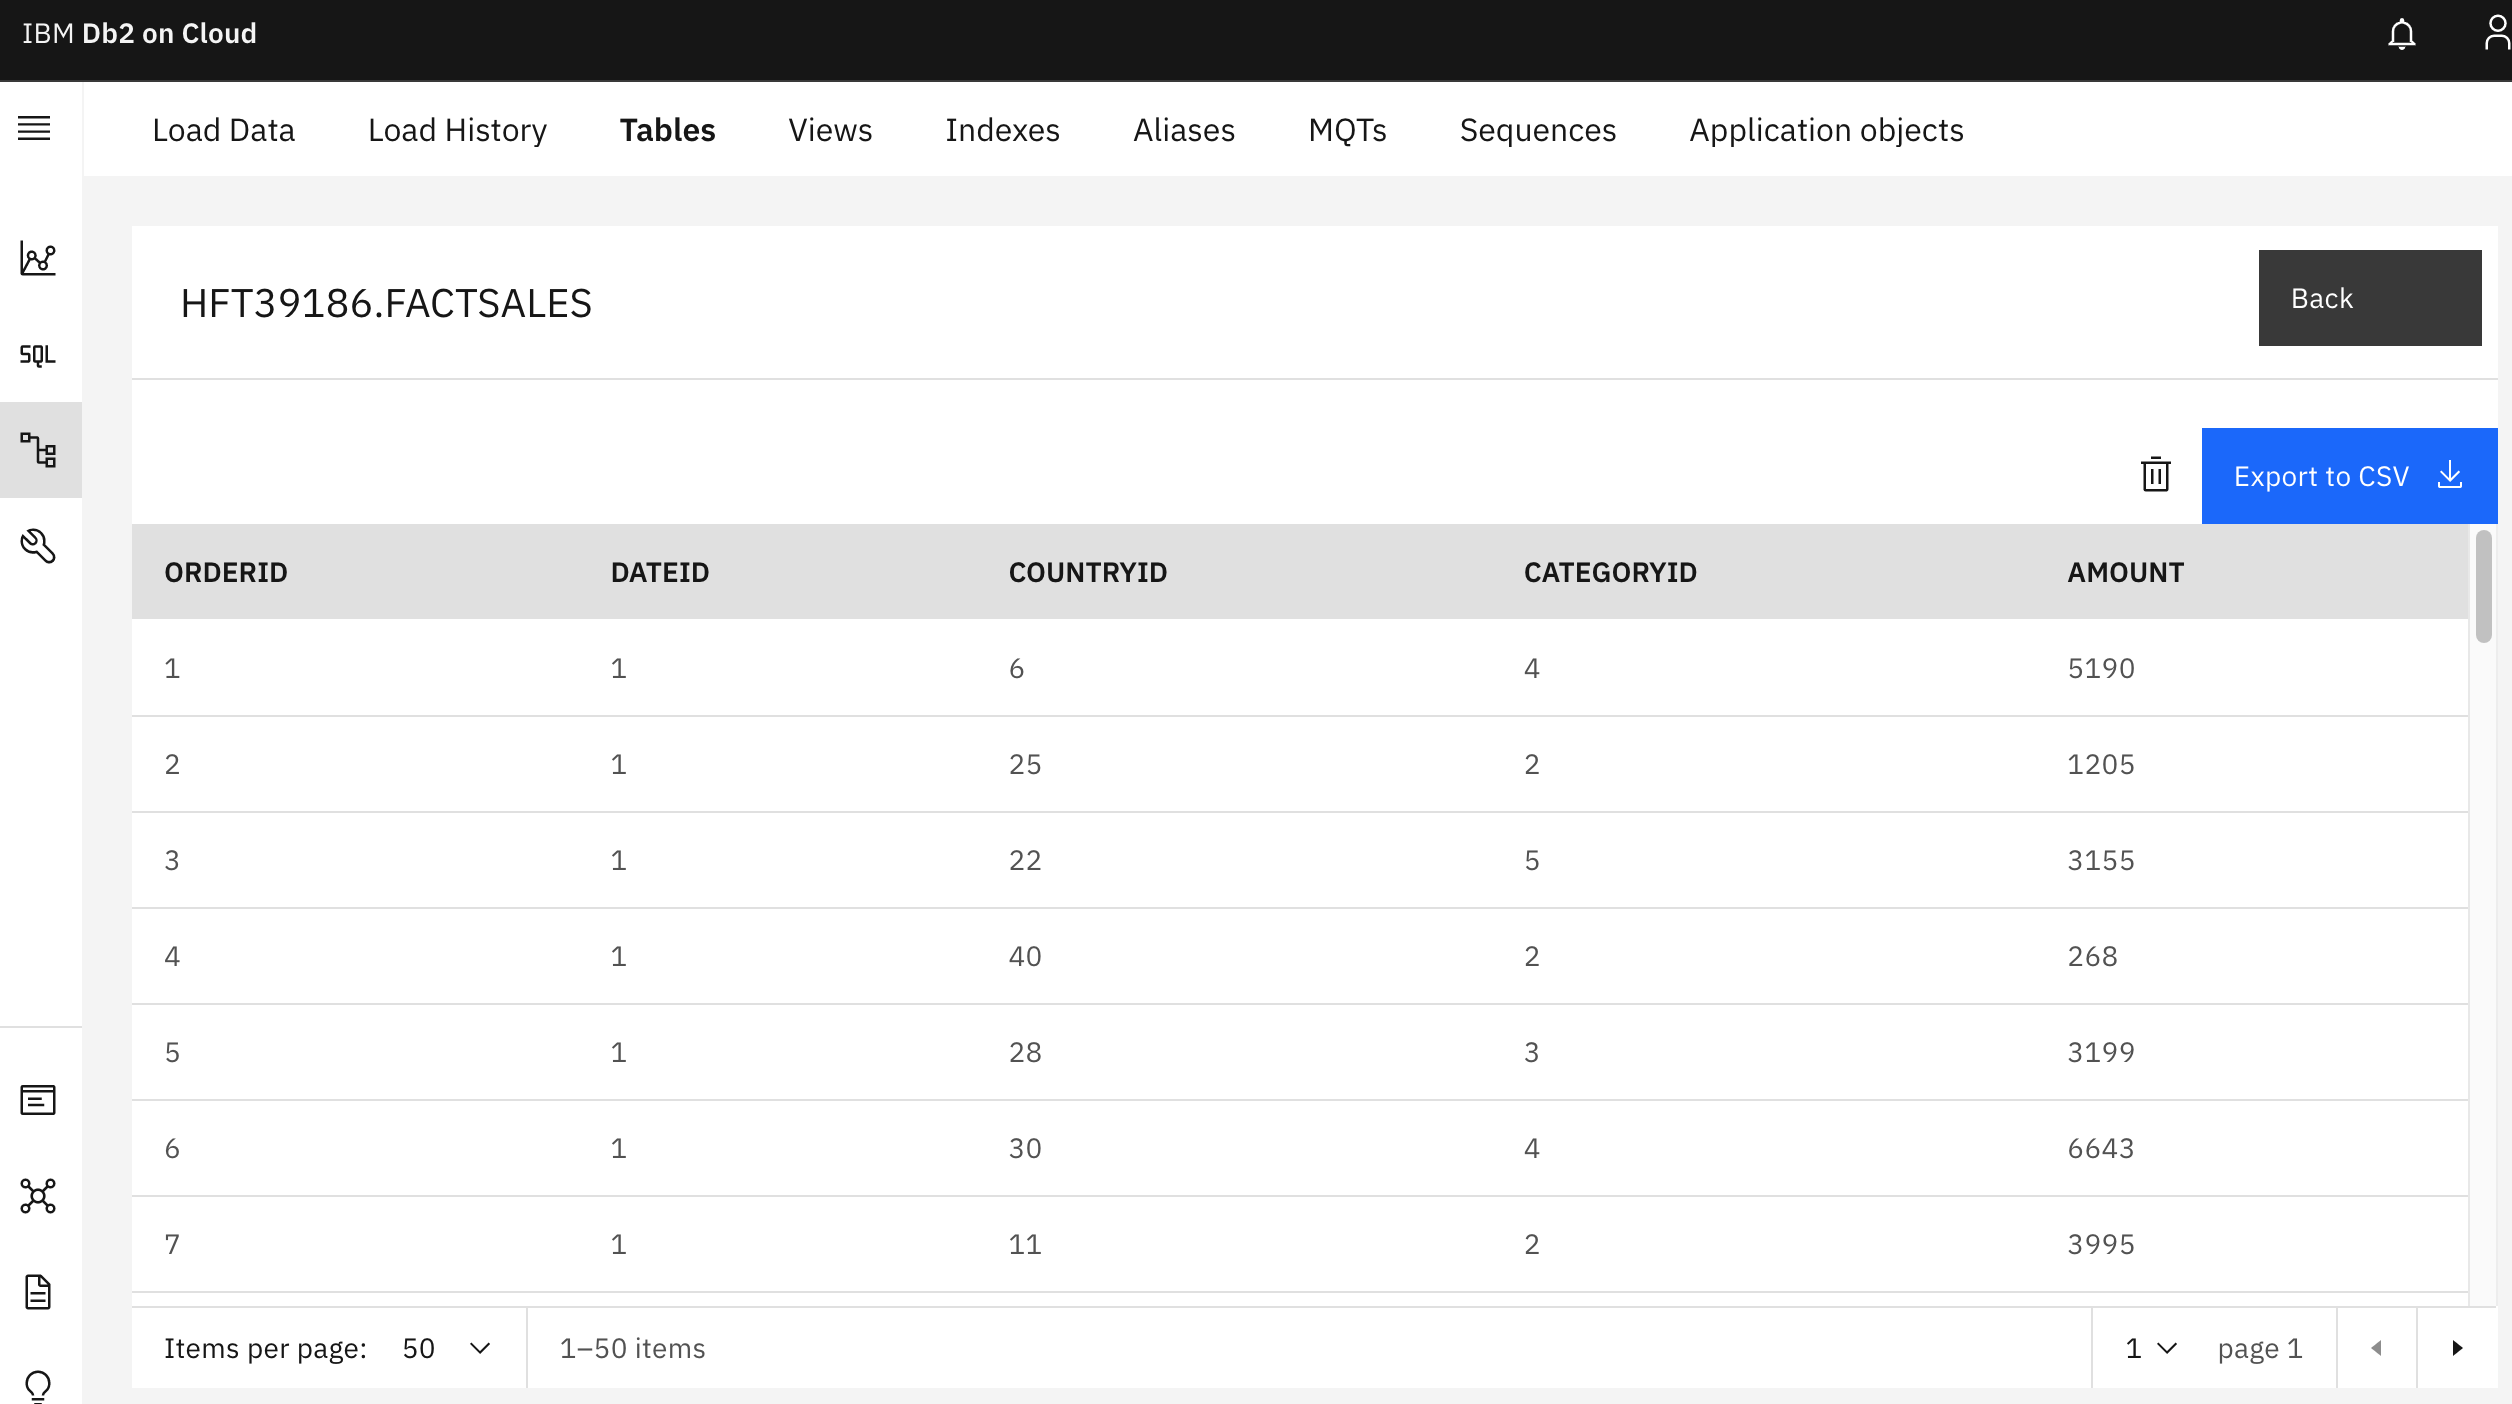 IBM Db2 on Cloud
Load Data Load History Tables Views Indexes Aliases MQTs Sequences Application objects
HFT39186.FACTSALES Back
SQL
Export to CSV
ORDERID DATEID COUNTRYID CATEGORYID AMOUNT
1 1 6 4 5190
2 1 25 2 1205
3 1 22 5 3155
4 1 40 2 268
5 1 28 3 3199
6 1 30 4 6643
7 1 11 2 3995
Items per page: 50 1–50 items 1 page 1